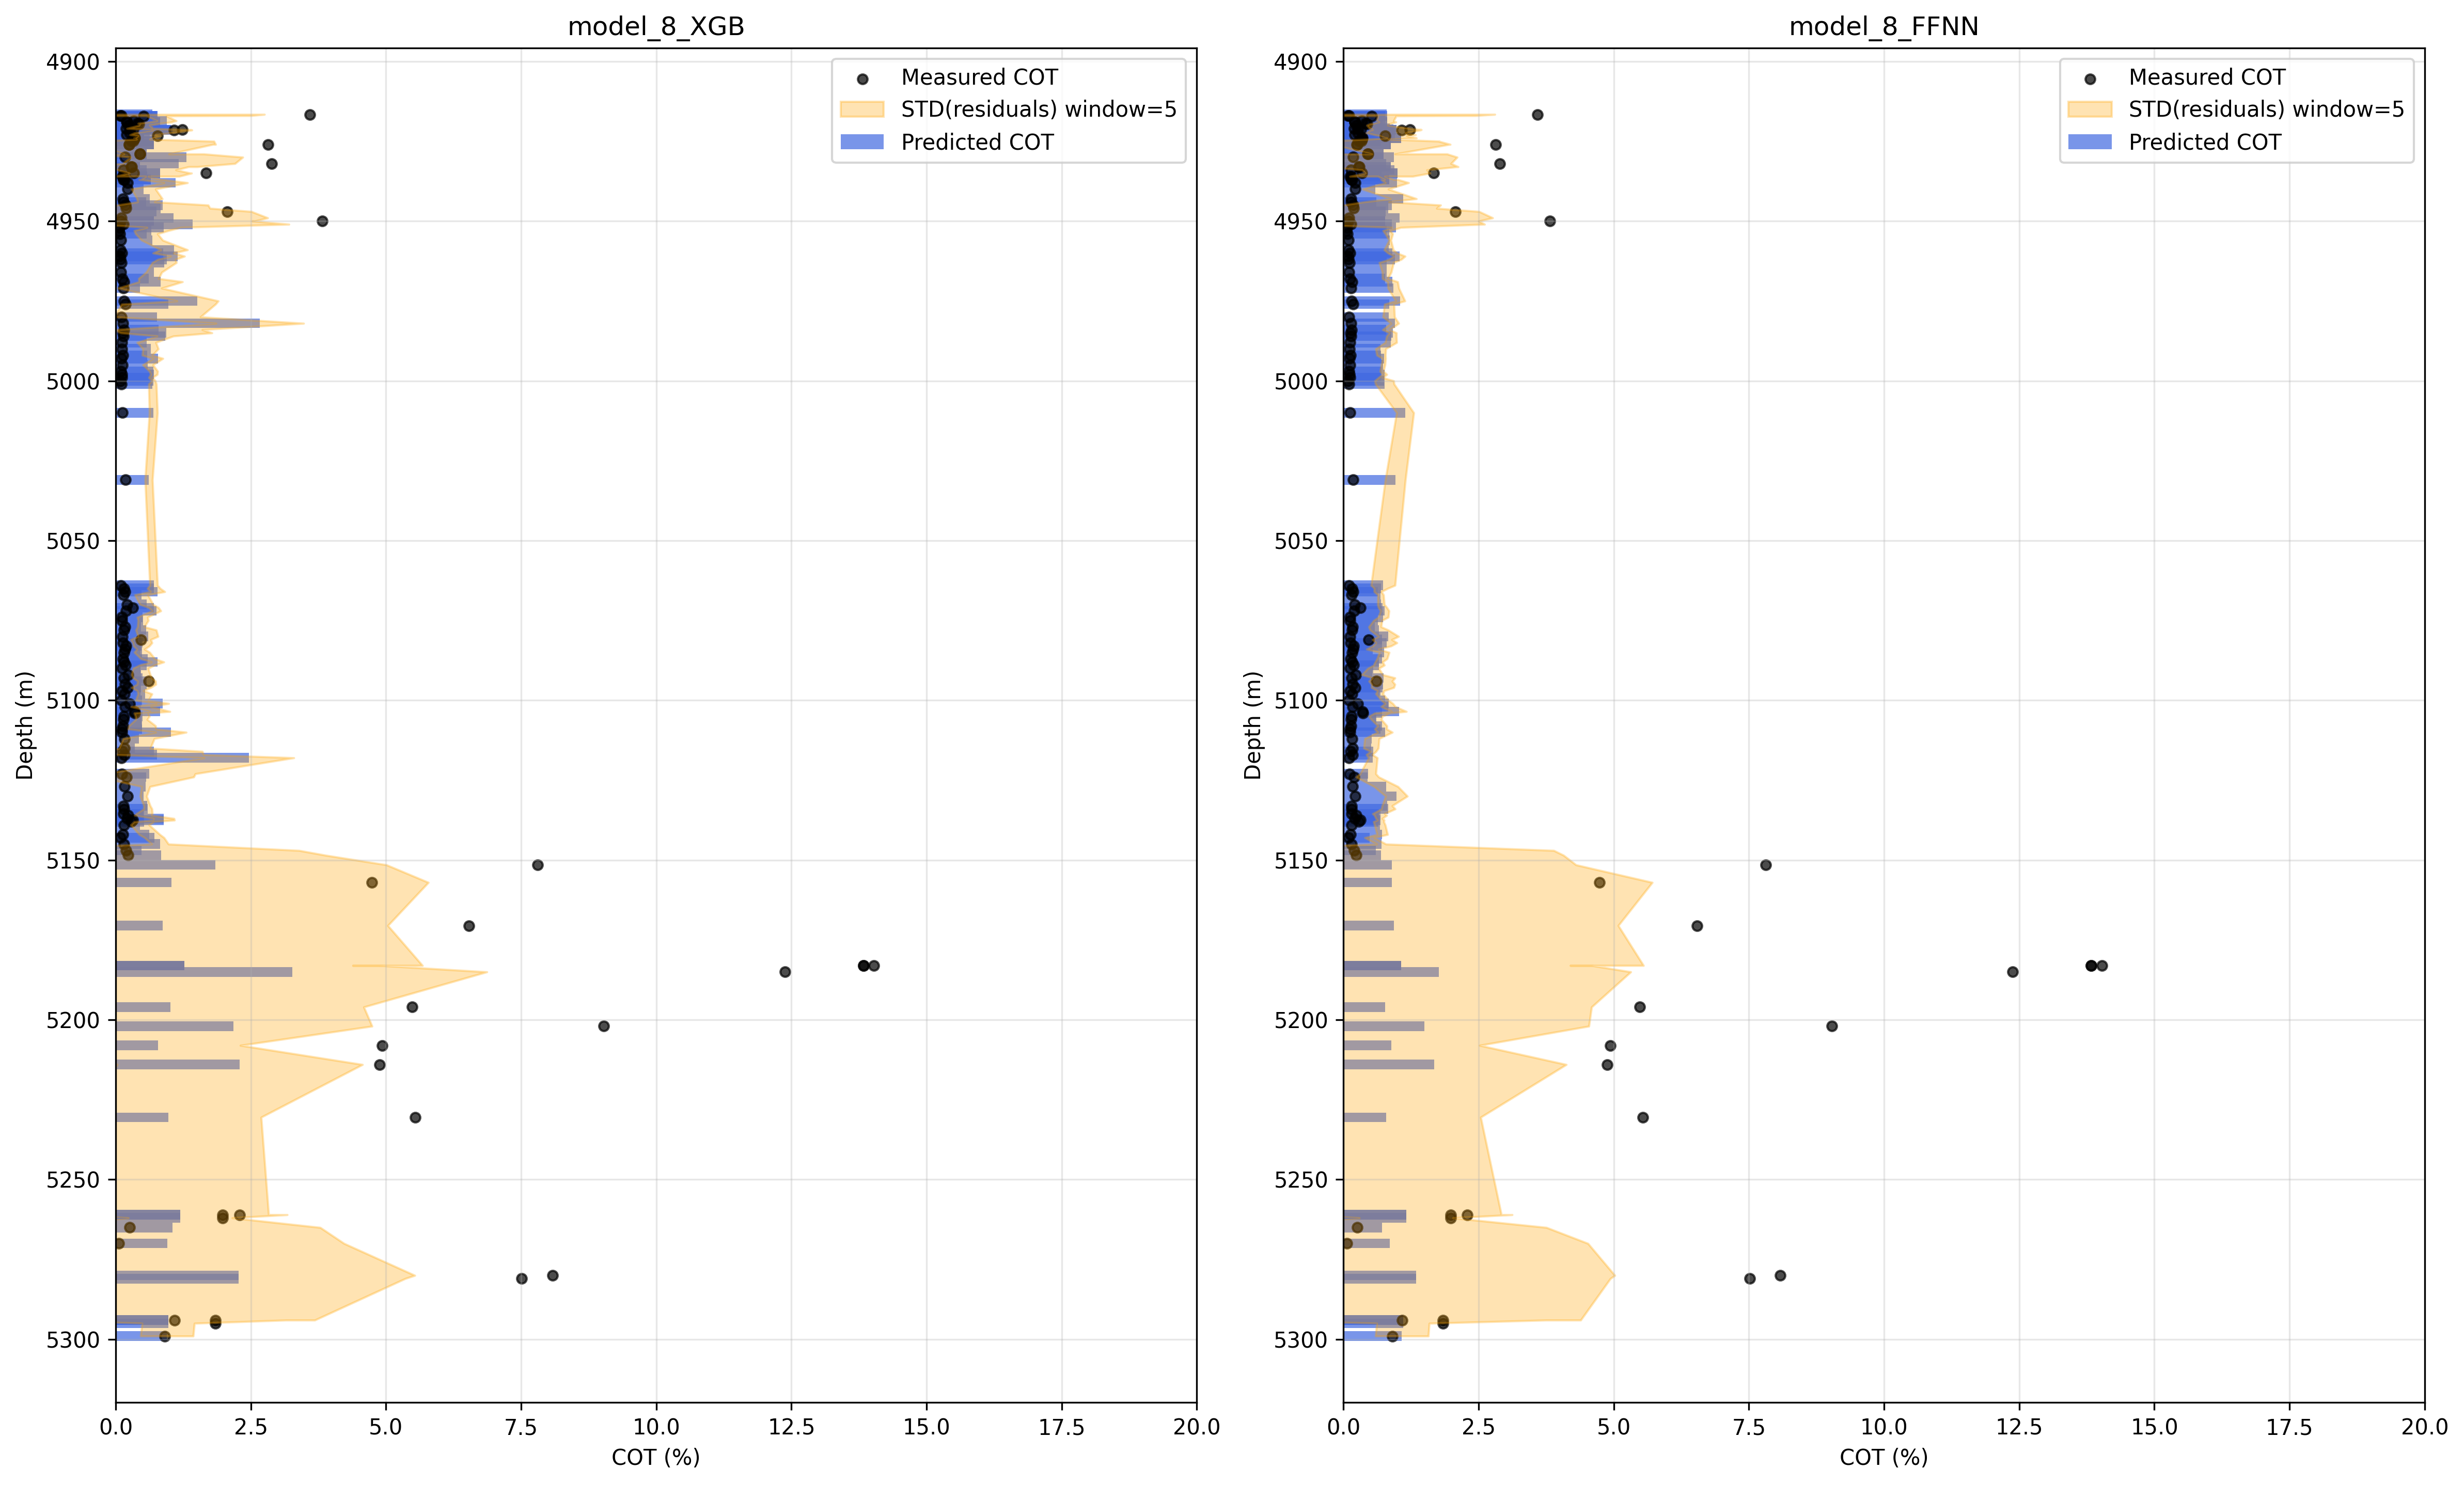 model_8_XGB
Measured COT
STD(residuals) window=5
Predicted COT
4900
4950
5000
5050
5100
5150
5200
5250
5300
Depth (m)
0.0 2.5 5.0 7.5 10.0 12.5 15.0 17.5 20.0
COT (%)
model_8_FFNN
Measured COT
STD(residuals) window=5
Predicted COT
4900
4950
5000
5050
5100
5150
5200
5250
5300
Depth (m)
0.0 2.5 5.0 7.5 10.0 12.5 15.0 17.5 20.0
COT (%)